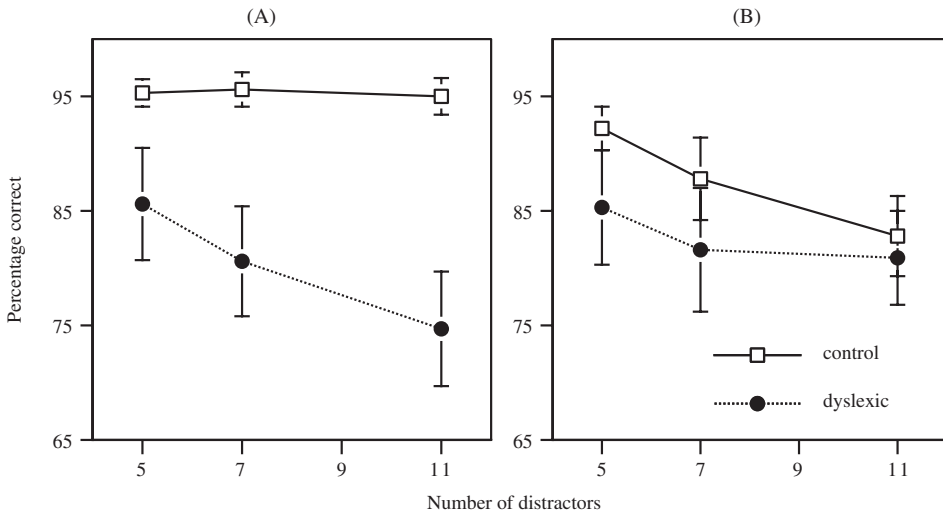 (A) (B)
95 95
85 85
75 75
65 65
Percentage correct
control
dyslexic
5 7 9 11 5 7 9 11
Number of distractors